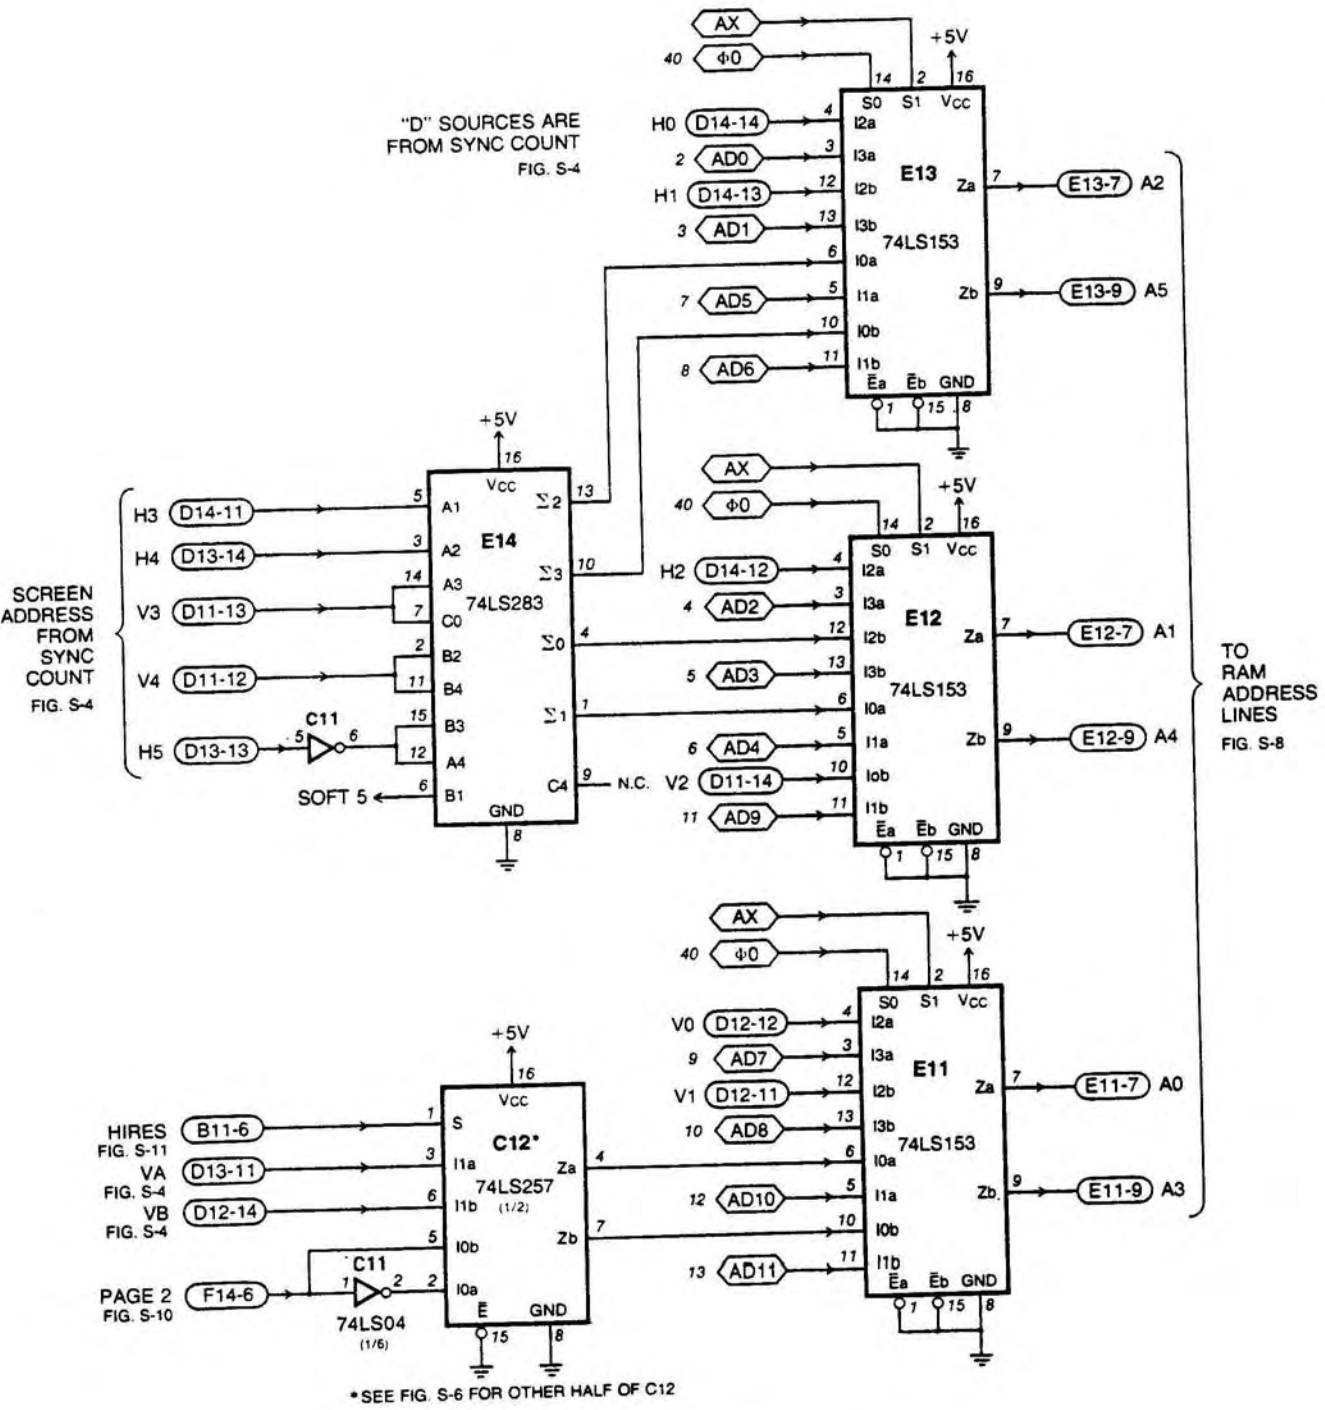 AX
40 Φ0
+5V
14 2 16
S0 S1 VCC
"D" SOURCES ARE
FROM SYNC COUNT
FIG. S-4
H0 D14-14 4 I2a
2 AD0 3 I3a
E13
H1 D14-13 12 I2b
Za 7 E13-7 A2
3 AD1 13 I3b
74LS153
6 I0a
7 AD5 5 I1a
Zb 9 E13-9 A5
10 I0b
8 AD6 11 I1b
Ea Eb GND
1 15 8
AX
40 Φ0
+5V
14 2 16
S0 S1 VCC
H2 D14-12 4 I2a
4 AD2 3 I3a
E12
12 I2b
Za 7 E12-7 A1
5 AD3 13 I3b
74LS153
6 I0a
6 AD4 5 I1a
Zb 9 E12-9 A4
V2 D11-14 10 Iob
11 AD9 11 I1b
Ea Eb GND
1 15 8
+5V
16
VCC
SCREEN
ADDRESS
FROM
SYNC
COUNT
FIG. S-4
H3 D14-11 5 A1
Σ2 13
E14
H4 D13-14 3 A2
14 A3
Σ3 10
74LS283
V3 D11-13
7 C0
Σ0 4
2 B2
V4 D11-12
11 B4
Σ1 1
C11
15 B3
H5 D13-13 5 6
12 A4
C4 9 N.C.
SOFT 5 6 B1
GND
8
TO
RAM
ADDRESS
LINES
FIG. S-8
AX
40 Φ0
+5V
14 2 16
S0 S1 VCC
V0 D12-12 4 I2a
9 AD7 3 I3a
E11
V1 D12-11 12 I2b
Za 7 E11-7 A0
10 AD8 13 I3b
74LS153
6 I0a
12 AD10 5 I1a
Zb. 9 E11-9 A3
10 I0b
13 AD11 11 I1b
Ea Eb GND
1 15 8
+5V
16
VCC
HIRES B11-6 1 S
FIG. S-11
C12*
VA D13-11 3 I1a
FIG. S-4
Za 4
74LS257
(1/2)
VB D12-14 6 I1b
FIG. S-4
Zb 7
5 I0b
C11
PAGE 2 F14-6 1 2 2 I0a
FIG. S-10
74LS04
(1/6)
E GND
15 8
*SEE FIG. S-6 FOR OTHER HALF OF C12